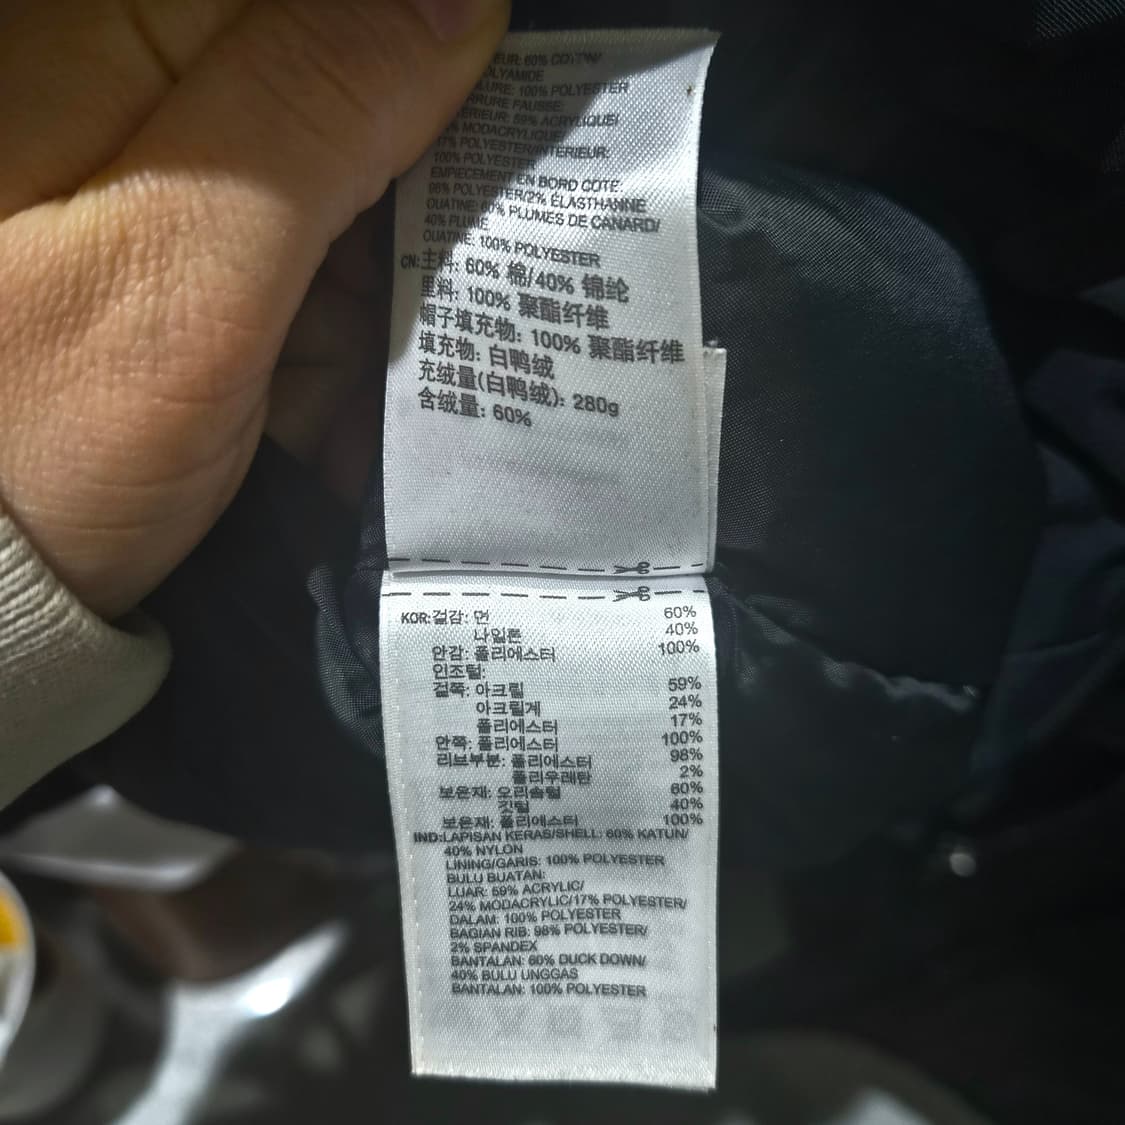 EUR: 60% COTON/
OLYAMIDE
LURE: 100% POLYESTER
RRURE FAUSSE:
ERIEUR: 59% ACRYLIQUE/
% MODACRYLIQUE/
17% POLYESTER/INTERIEUR:
100% POLYESTER
EMPIECEMENT EN BORD COTE:
98% POLYESTER/2% ÉLASTHANNE
OUATINE: 60% PLUMES DE CANARD/
40% PLUME
OUATINE: 100% POLYESTER
CN:主料: 60% 棉/40% 锦纶
里料: 100% 聚酯纤维
帽子填充物: 100% 聚酯纤维
填充物: 白鸭绒
充绒量(白鸭绒): 280g
含绒量: 60%
KOR:겉감: 면 60%
나일론 40%
안감: 폴리에스터 100%
인조털:
겉쪽: 아크릴 59%
아크릴계 24%
폴리에스터 17%
안쪽: 폴리에스터 100%
리브부분: 폴리에스터 98%
폴리우레탄 2%
보온재: 오리솜털 60%
깃털 40%
보온재: 폴리에스터 100%
IND:LAPISAN KERAS/SHELL: 60% KATUN/
40% NYLON
LINING/GARIS: 100% POLYESTER
BULU BUATAN:
LUAR: 59% ACRYLIC/
24% MODACRYLIC/17% POLYESTER/
DALAM: 100% POLYESTER
BAGIAN RIB: 98% POLYESTER/
2% SPANDEX
BANTALAN: 60% DUCK DOWN/
40% BULU UNGGAS
BANTALAN: 100% POLYESTER